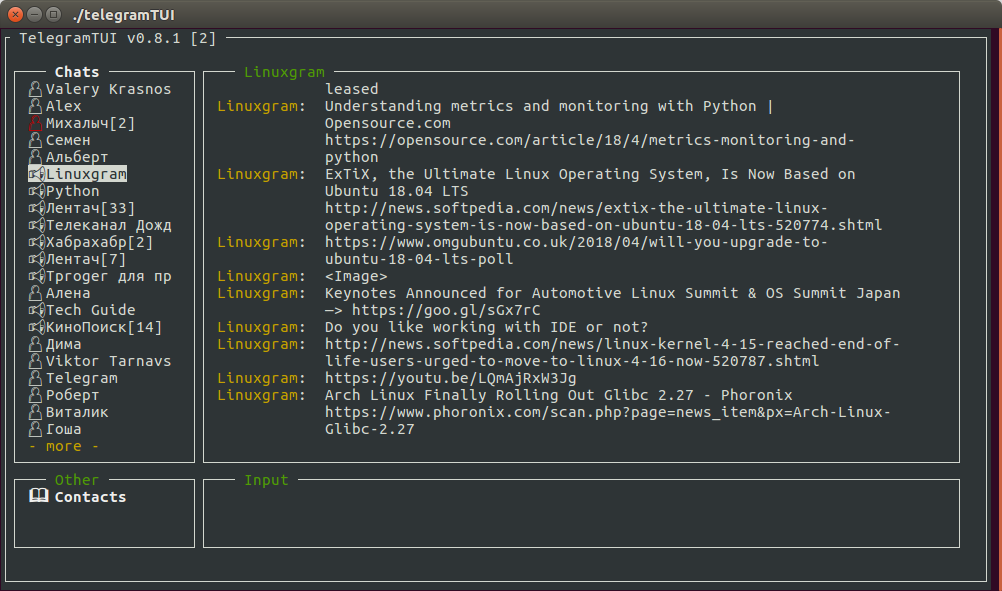 ./telegramTUI
TelegramTUI v0.8.1 [2]
Chats
Valery Krasnos
Alex
Михалыч[2]
Семен
Альберт
Linuxgram
Python
Лентач[33]
Телеканал Дожд
Хабрахабр[2]
Лентач[7]
Tproger для пр
Алена
Tech Guide
КиноПоиск[14]
Дима
Viktor Tarnavs
Telegram
Роберт
Виталик
Гоша
- more -
Linuxgram
leased
Linuxgram: Understanding metrics and monitoring with Python |
Opensource.com
https://opensource.com/article/18/4/metrics-monitoring-and-
python
Linuxgram: ExTiX, the Ultimate Linux Operating System, Is Now Based on
Ubuntu 18.04 LTS
http://news.softpedia.com/news/extix-the-ultimate-linux-
operating-system-is-now-based-on-ubuntu-18-04-lts-520774.shtml
Linuxgram: https://www.omgubuntu.co.uk/2018/04/will-you-upgrade-to-
ubuntu-18-04-lts-poll
Linuxgram: <Image>
Linuxgram: Keynotes Announced for Automotive Linux Summit & OS Summit Japan
—> https://goo.gl/sGx7rC
Linuxgram: Do you like working with IDE or not?
Linuxgram: http://news.softpedia.com/news/linux-kernel-4-15-reached-end-of-
life-users-urged-to-move-to-linux-4-16-now-520787.shtml
Linuxgram: https://youtu.be/LQmAjRxW3Jg
Linuxgram: Arch Linux Finally Rolling Out Glibc 2.27 - Phoronix
https://www.phoronix.com/scan.php?page=news_item&px=Arch-Linux-
Glibc-2.27
Other
Contacts
Input